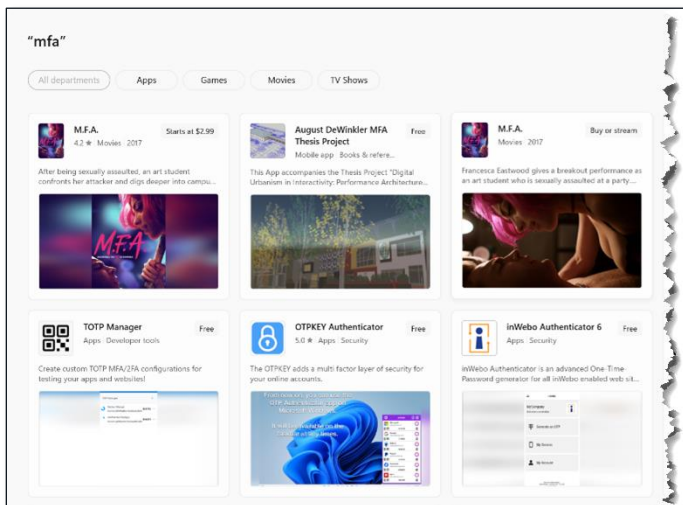 “mfa”
All departments
Apps
Games
Movies
TV Shows
M.F.A.
Starts at $2.99
4.2 ★ Movies 2017
After being sexually assaulted, an art student
confronts her attacker and digs deeper into campu...
M.F.A
August DeWinkler MFA
Thesis Project
Free
Mobile app Books & refere...
This App accompanies the Thesis Project "Digital
Urbanism in Interactivity: Performance Architecture...
M.F.A.
Buy or stream
Movies 2017
Francesca Eastwood gives a breakout performance as
an art student who is sexually assaulted at a party....
TOTP Manager
Free
Apps Developer tools
Create custom TOTP MFA/2FA configurations for
testing your apps and websites!
OTPKEY Authenticator
Free
5.0 ★ Apps Security
The OTPKEY adds a multi factor layer of security for
your online accounts.
inWebo Authenticator 6
Free
Apps Security
inWebo Authenticator is an advanced One-Time-
Password generator for all inWebo enabled web sit...